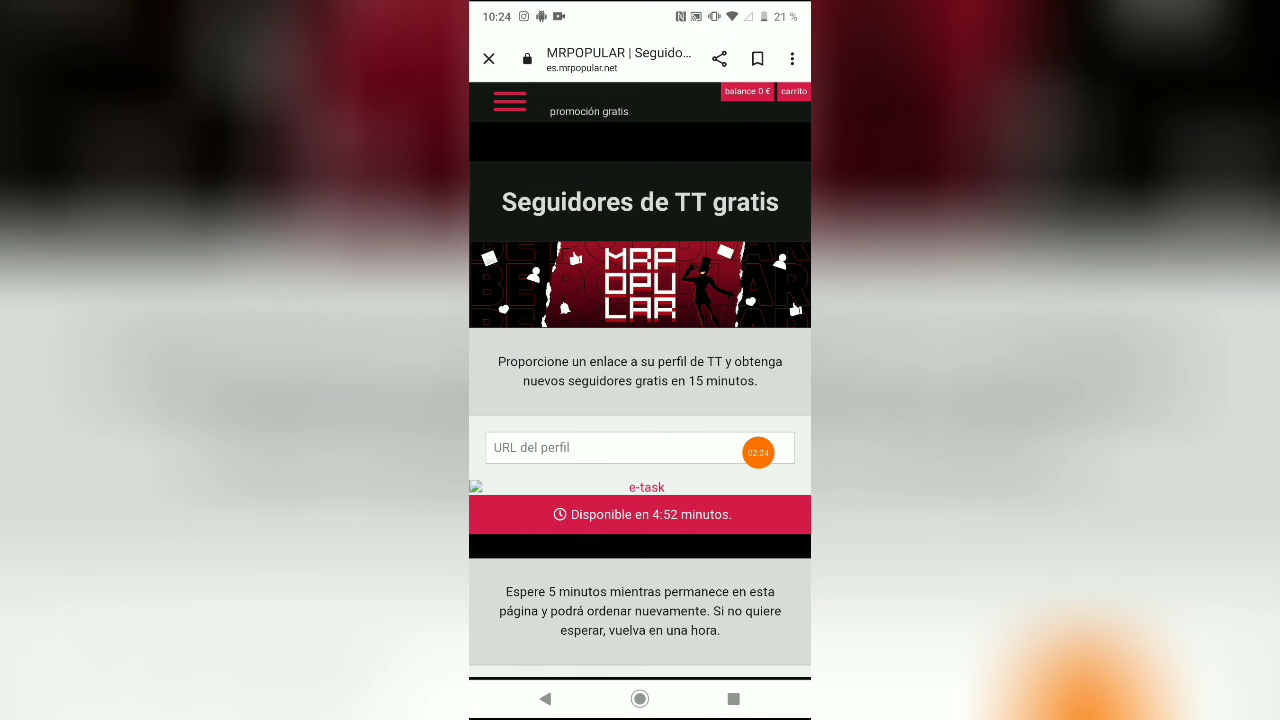 10:24
21 %
MRPOPULAR | Seguido...
es.mrpopular.net
balance 0 €
carrito
promoción gratis
Seguidores de TT gratis
MRP
OPU
LAR
Proporcione un enlace a su perfil de TT y obtenga
nuevos seguidores gratis en 15 minutos.
URL del perfil
02:24
e-task
Disponible en 4:52 minutos.
Espere 5 minutos mientras permanece en esta
página y podrá ordenar nuevamente. Si no quiere
esperar, vuelva en una hora.